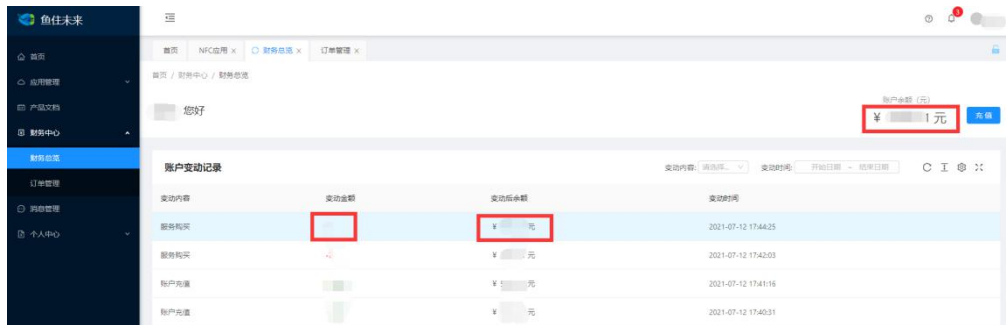 鱼住未来
3
首页
NFC应用 ×
财务总览 ×
订单管理 ×
首页 / 财务中心 / 财务总览
首页
应用管理
产品文档
财务中心
财务总览
订单管理
消息管理
个人中心
您好
账户余额（元）
¥ 1 元
充值
账户变动记录
变动内容: 请选择...
变动时间: 开始日期 ~ 结束日期
变动内容 变动金额 变动后余额 变动时间
服务购买 ¥ 元 2021-07-12 17:44:25
服务购买 ¥ 元 2021-07-12 17:42:03
账户充值 ¥ 元 2021-07-12 17:41:16
账户充值 ¥ 元 2021-07-12 17:40:31